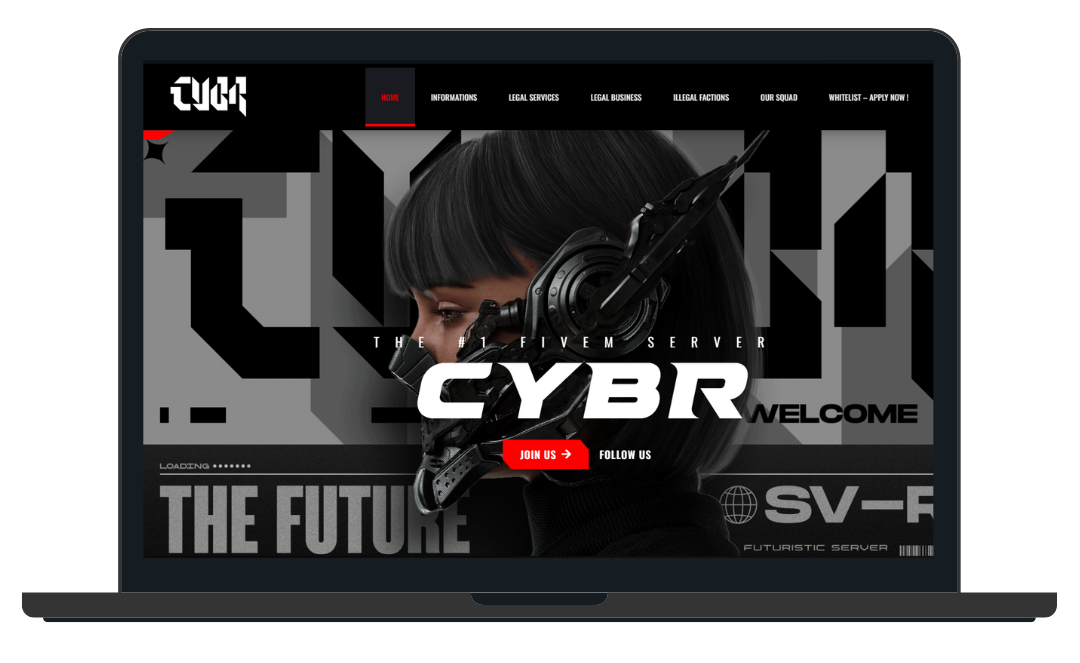 CYBR
HOME INFORMATIONS LEGAL SERVICES LEGAL BUSINESS ILLEGAL FACTIONS OUR SQUAD WHITELIST – APPLY NOW !
THE #1 FIVEM SERVER
CYBR
WELCOME
JOIN US → FOLLOW US
LOADING •••••••
THE FUTURE
SV—R
FUTURISTIC SERVER